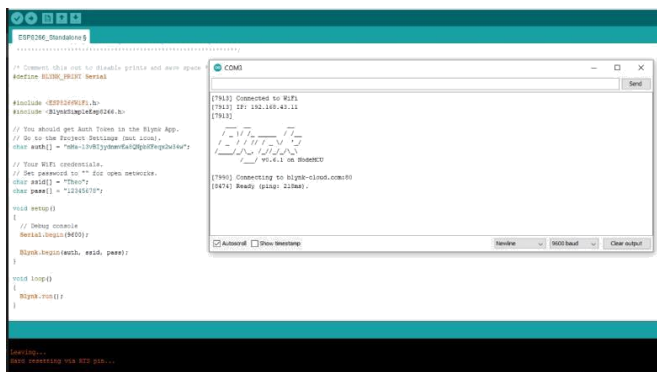 ESP8266_Standalone §
/* Comment this out to disable prints and save space
#define BLYNK_PRINT Serial
#include <ESP8266WiFi.h>
#include <BlynkSimpleEsp8266.h>
// You should get Auth Token in the Blynk App.
// Go to the Project Settings (nut icon).
char auth[] =
// Your WiFi credentials.
// Set password to "" for open networks.
char ssid[] = "Theo";
char pass[] = "12345678";
void setup()
{
// Debug console
Serial.begin(9600);
Blynk.begin(auth, ssid, pass);
}
void loop()
{
Blynk.run();
}
COM3
Send
[7913] Connected to WiFi
[7913] IP: 192.168.43.11
[7913]
v0.6.1 on NodeMCU
[7990] Connecting to blynk-cloud.com:80
[8474] Ready (ping: 218ms).
Autoscroll
Show timestamp
Newline
9600 baud
Clear output
Leaving...
Hard resetting via RTS pin...